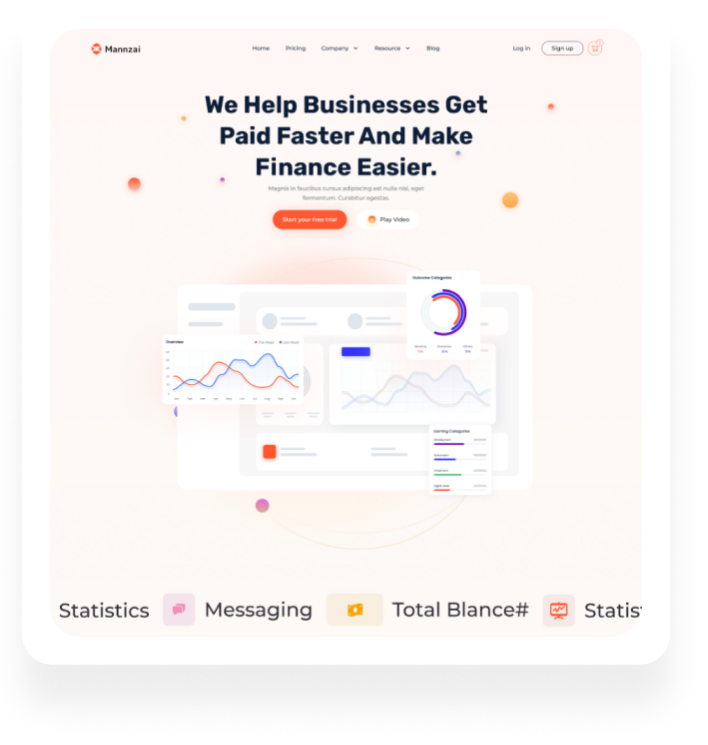 Mannzai
Home Pricing Company Resource Blog Log in Sign up
We Help Businesses Get
Paid Faster And Make
Finance Easier.
Magnis in faucibus cursus adipiscing est nulla nisl, eget
fermentum. Curabitur egestas.
Start your free trial Play Video
Outcome Categories
Overview
Earning Categories
Statistics Messaging Total Blance# Statis